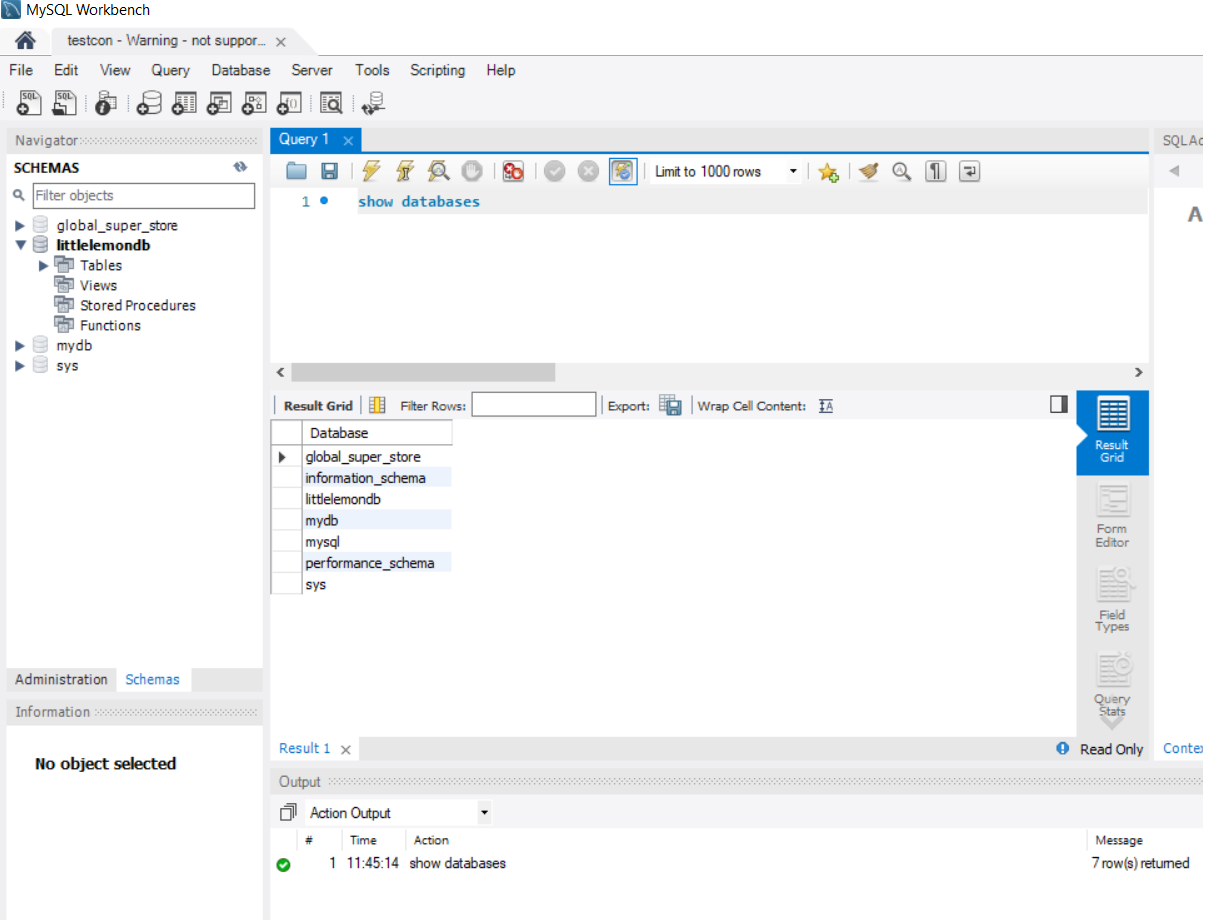 MySQL Workbench
testcon - Warning - not suppor...
File Edit View Query Database Server Tools Scripting Help
Navigator
SCHEMAS
Filter objects
global_super_store
littlelemondb
Tables
Views
Stored Procedures
Functions
mydb
sys
Administration Schemas
Information
No object selected
Query 1
Limit to 1000 rows
1 show databases
Result Grid Filter Rows: Export: Wrap Cell Content:
Database
global_super_store
information_schema
littlelemondb
mydb
mysql
performance_schema
sys
Result
Grid
Form
Editor
Field
Types
Query
Stats
Result 1 Read Only
Output
Action Output
# Time Action Message
1 11:45:14 show databases 7 row(s) returned